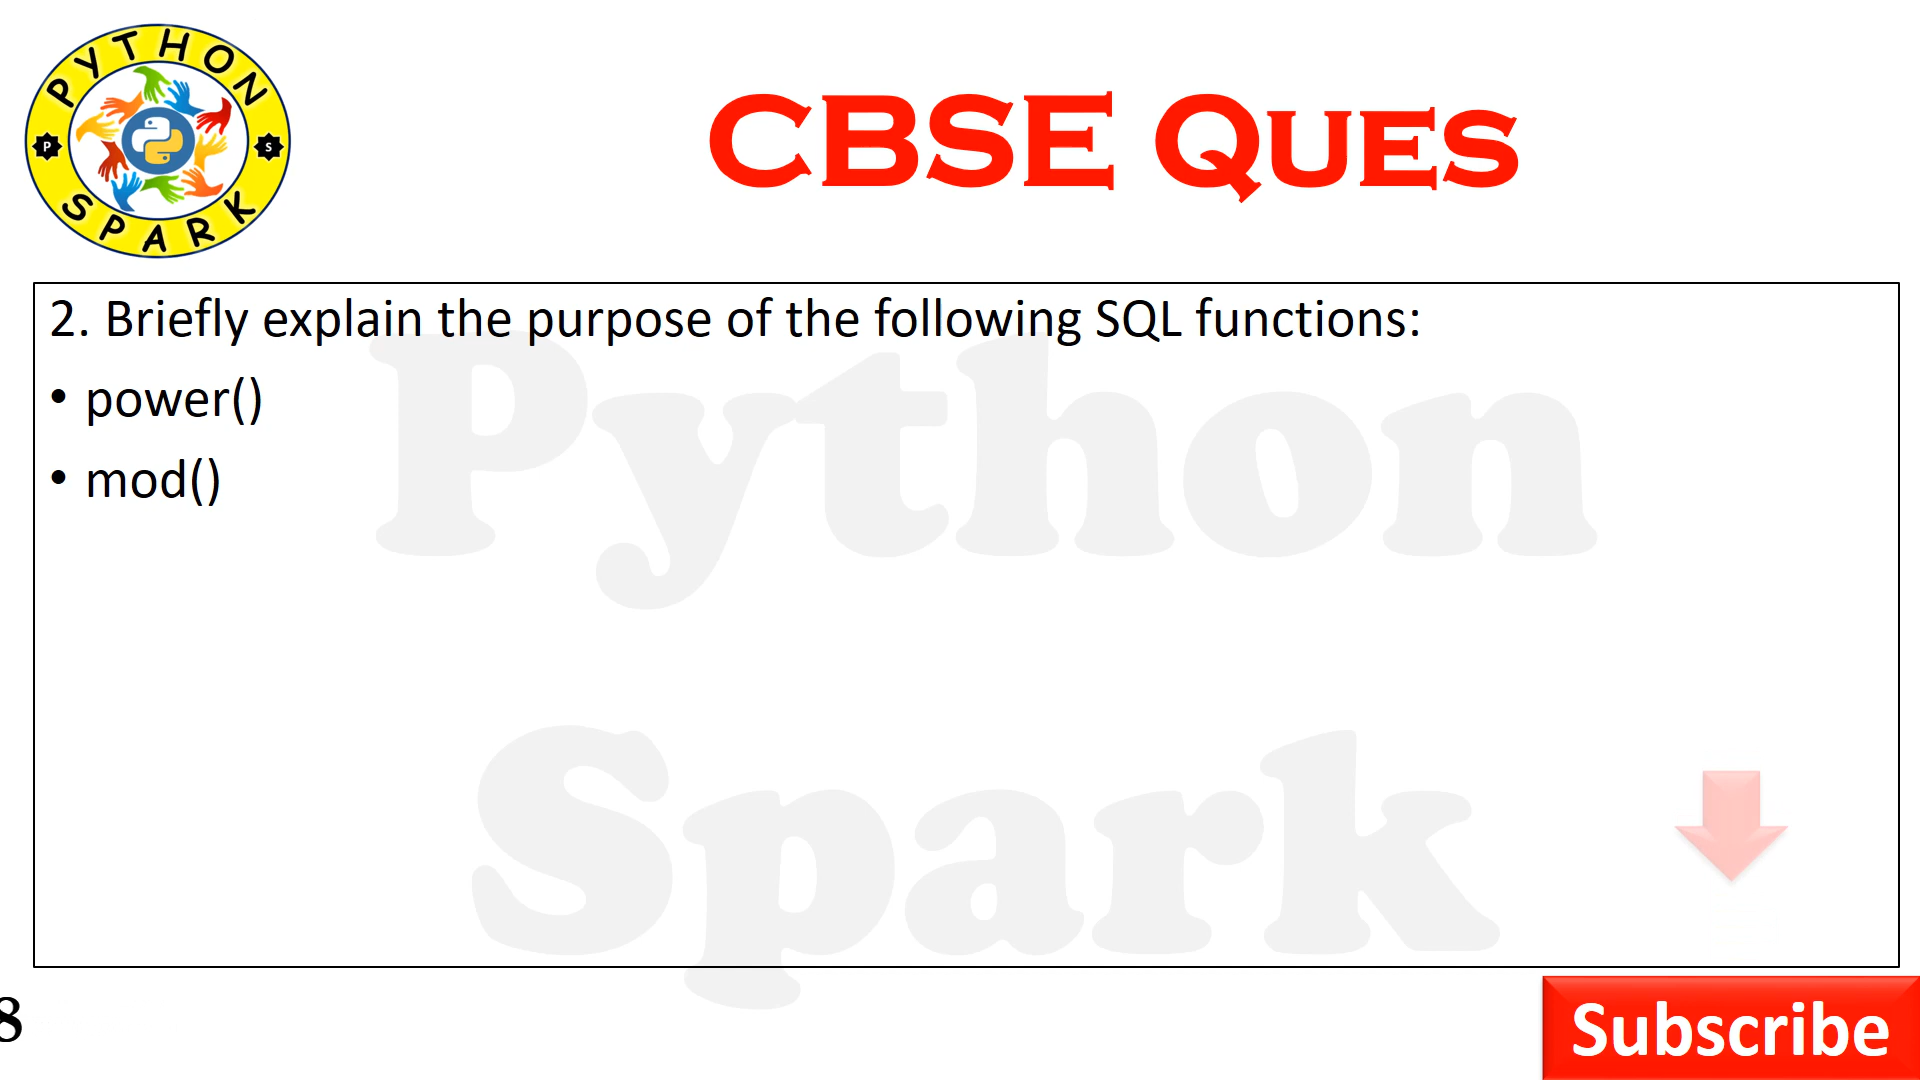 PYTHON
P S
SPARK
CBSE QUES
2. Briefly explain the purpose of the following SQL functions:
• power()
• mod()
Python
Spark
8
Subscribe